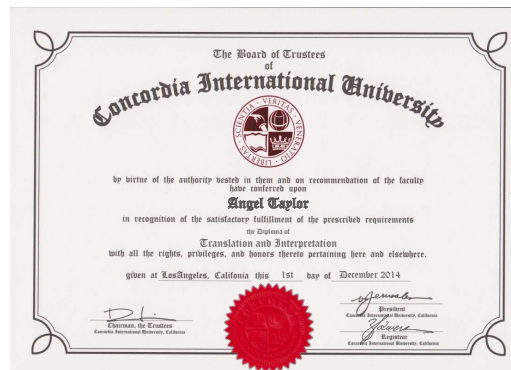 The Board of Trustees
of
Concordia International University
SCIENTIA · VERITAS · VENERATIO · LIBERTAS
by virtue of the authority vested in them and on recommendation of the faculty
have conferred upon
Angel Taylor
in recognition of the satisfactory fulfillment of the prescribed requirements
the Diploma of
Translation and Interpretation
with all the rights, privileges, and honors thereto pertaining here and elsewhere.
given at LosAngeles, Califonia this 1st day of December 2014
Chairman, the Trustees
Concordia International University, California
President
Concordia International University, California
Registrar
Concordia International University, California